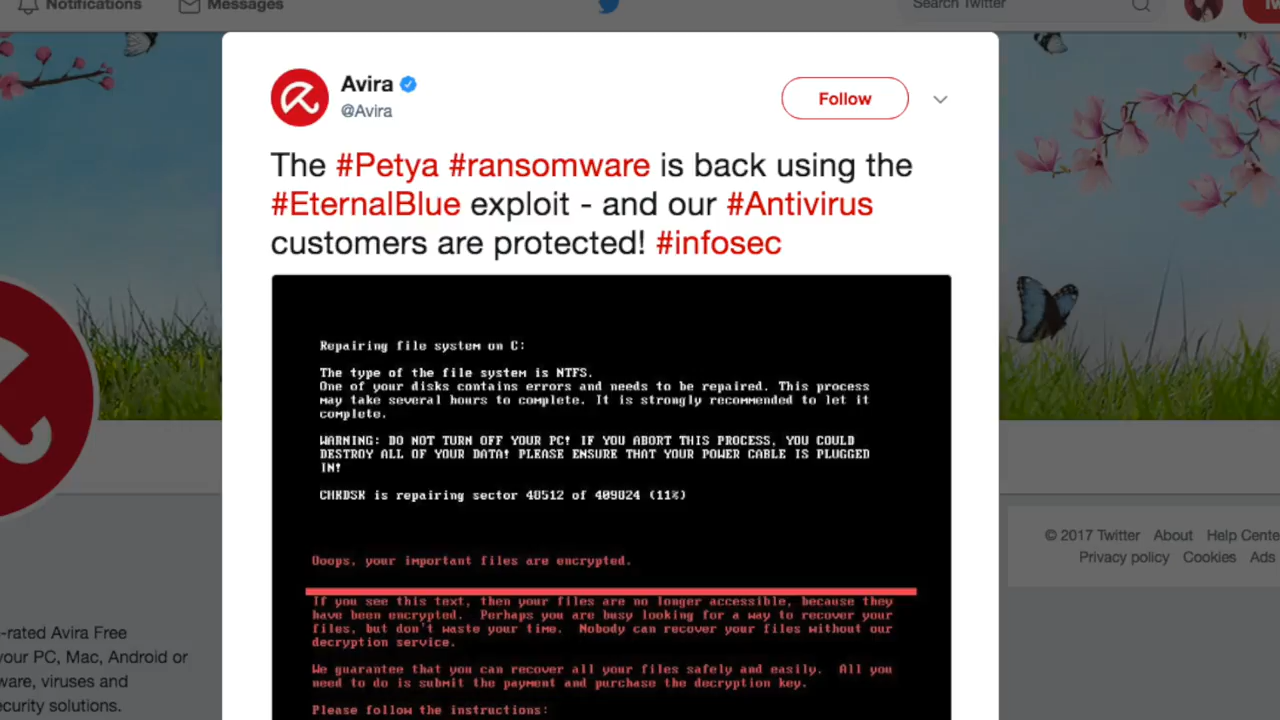 Notifications
Messages
Search Twitter
Avira
@Avira
Follow
The #Petya #ransomware is back using the
#EternalBlue exploit - and our #Antivirus
customers are protected! #infosec
Repairing file system on C:
The type of the file system is NTFS.
One of your disks contains errors and needs to be repaired. This process
may take several hours to complete. It is strongly recommended to let it
complete.
WARNING: DO NOT TURN OFF YOUR PC! IF YOU ABORT THIS PROCESS, YOU COULD
DESTROY ALL OF YOUR DATA! PLEASE ENSURE THAT YOUR POWER CABLE IS PLUGGED
IN!
CHKDSK is repairing sector 48512 of 409824 (11%)
Ooops, your important files are encrypted.
If you see this text, then your files are no longer accessible, because they
have been encrypted. Perhaps you are busy looking for a way to recover your
files, but don't waste your time. Nobody can recover your files without our
decryption service.
We guarantee that you can recover all your files safely and easily. All you
need to do is submit the payment and purchase the decryption key.
Please follow the instructions:
-rated Avira Free
your PC, Mac, Android or
ware, viruses and
ecurity solutions.
© 2017 Twitter About Help Cente
Privacy policy Cookies Ads